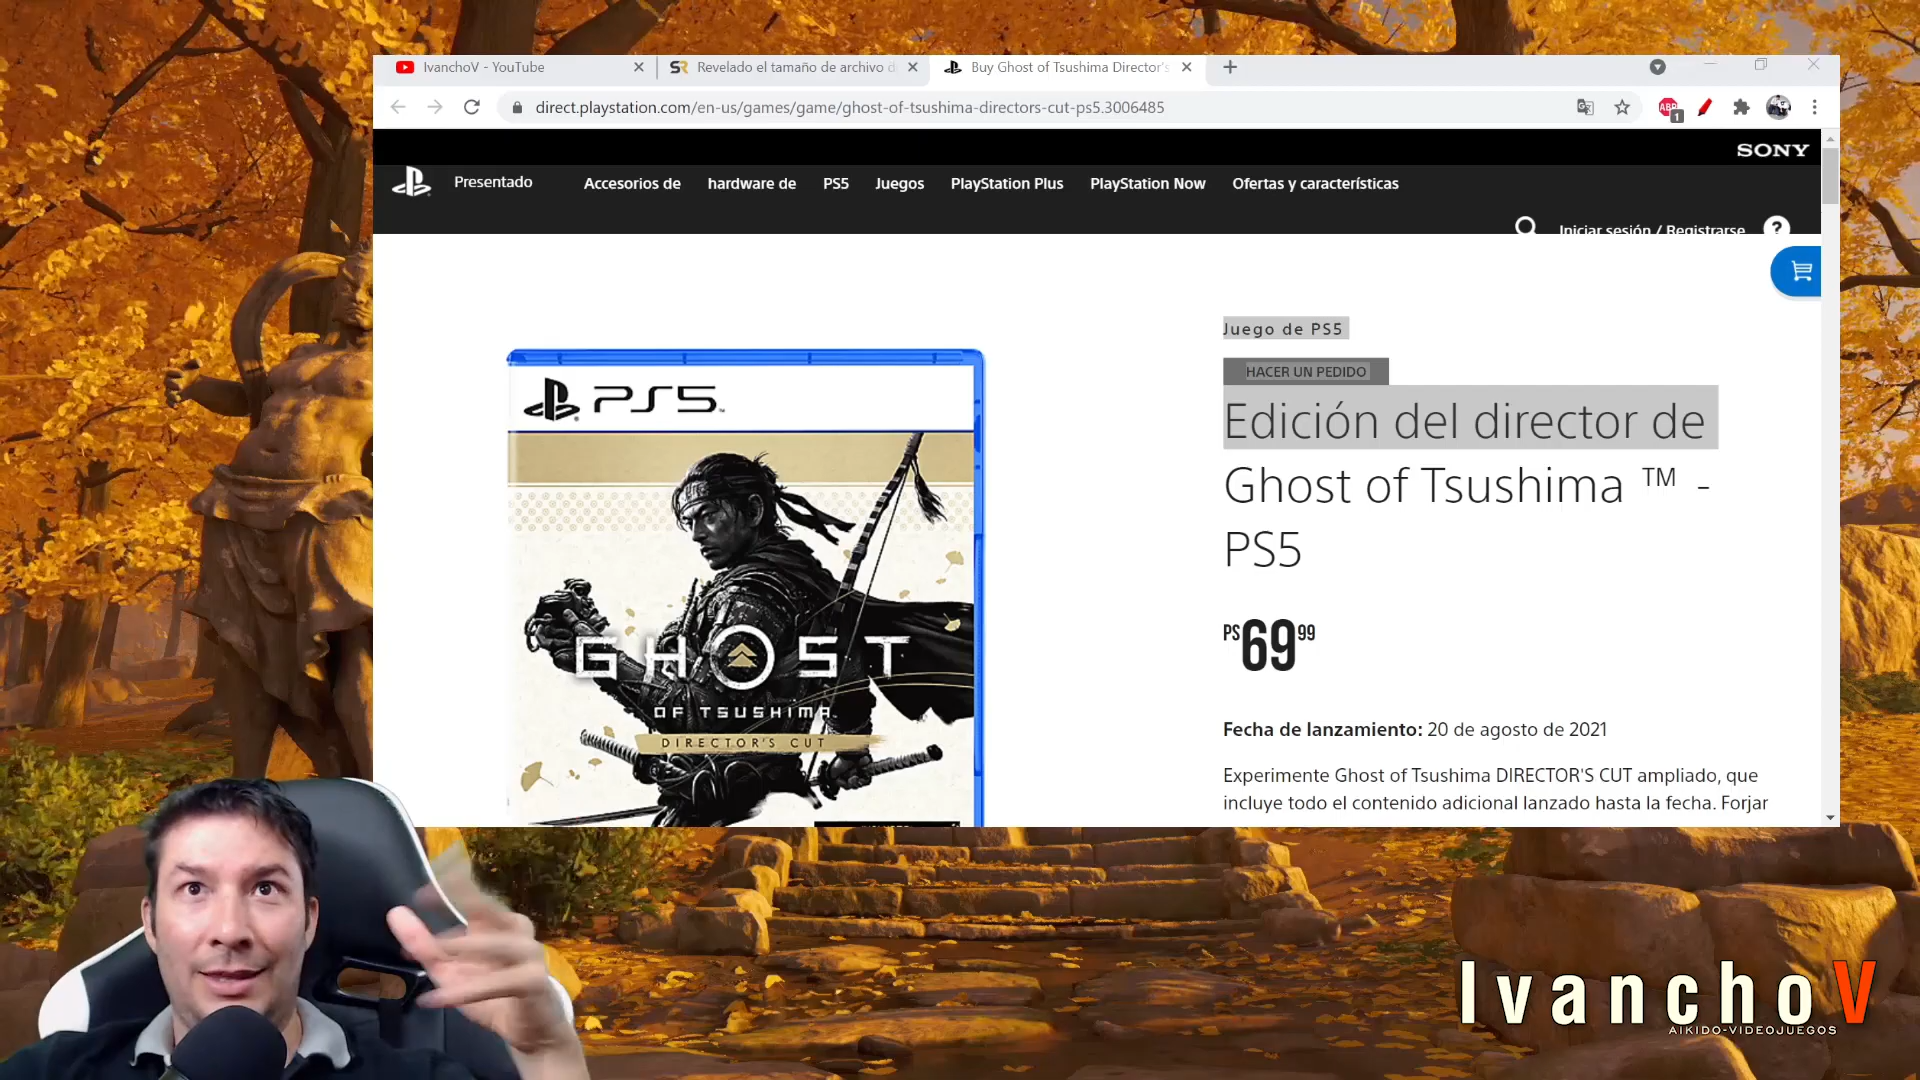 IvanchoV - YouTube
Revelado el tamaño de archivo d
Buy Ghost of Tsushima Director's
direct.playstation.com/en-us/games/game/ghost-of-tsushima-directors-cut-ps5.3006485
ABP
1
SONY
Presentado
Accesorios de
hardware de
PS5
Juegos
PlayStation Plus
PlayStation Now
Ofertas y características
Iniciar sesión / Registrarse
?
Juego de PS5
HACER UN PEDIDO
Edición del director de
Ghost of Tsushima ™ -
PS5
PS 69 99
Fecha de lanzamiento: 20 de agosto de 2021
Experimente Ghost of Tsushima DIRECTOR'S CUT ampliado, que
incluye todo el contenido adicional lanzado hasta la fecha. Forjar
PS5
GHOST
OF TSUSHIMA
DIRECTOR'S CUT
IvanchoV
AIKIDO-VIDEOJUEGOS